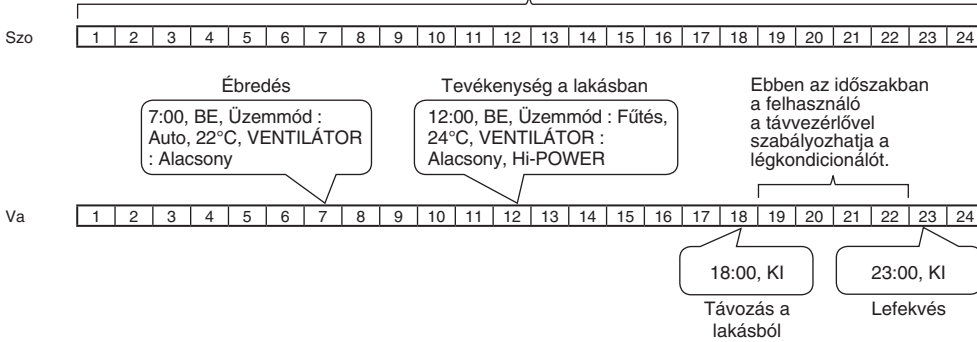 Szo 1 2 3 4 5 6 7 8 9 10 11 12 13 14 15 16 17 18 19 20 21 22 23 24
Ébredés
7:00, BE, Üzemmód :
Auto, 22°C, VENTILÁTOR
: Alacsony
Tevékenység a lakásban
12:00, BE, Üzemmód : Fűtés,
24°C, VENTILÁTOR :
Alacsony, Hi-POWER
Ebben az időszakban
a felhasználó
a távvezérlővel
szabályozhatja a
légkondicionálót.
Va 1 2 3 4 5 6 7 8 9 10 11 12 13 14 15 16 17 18 19 20 21 22 23 24
18:00, KI
Távozás a
lakásból
23:00, KI
Lefekvés